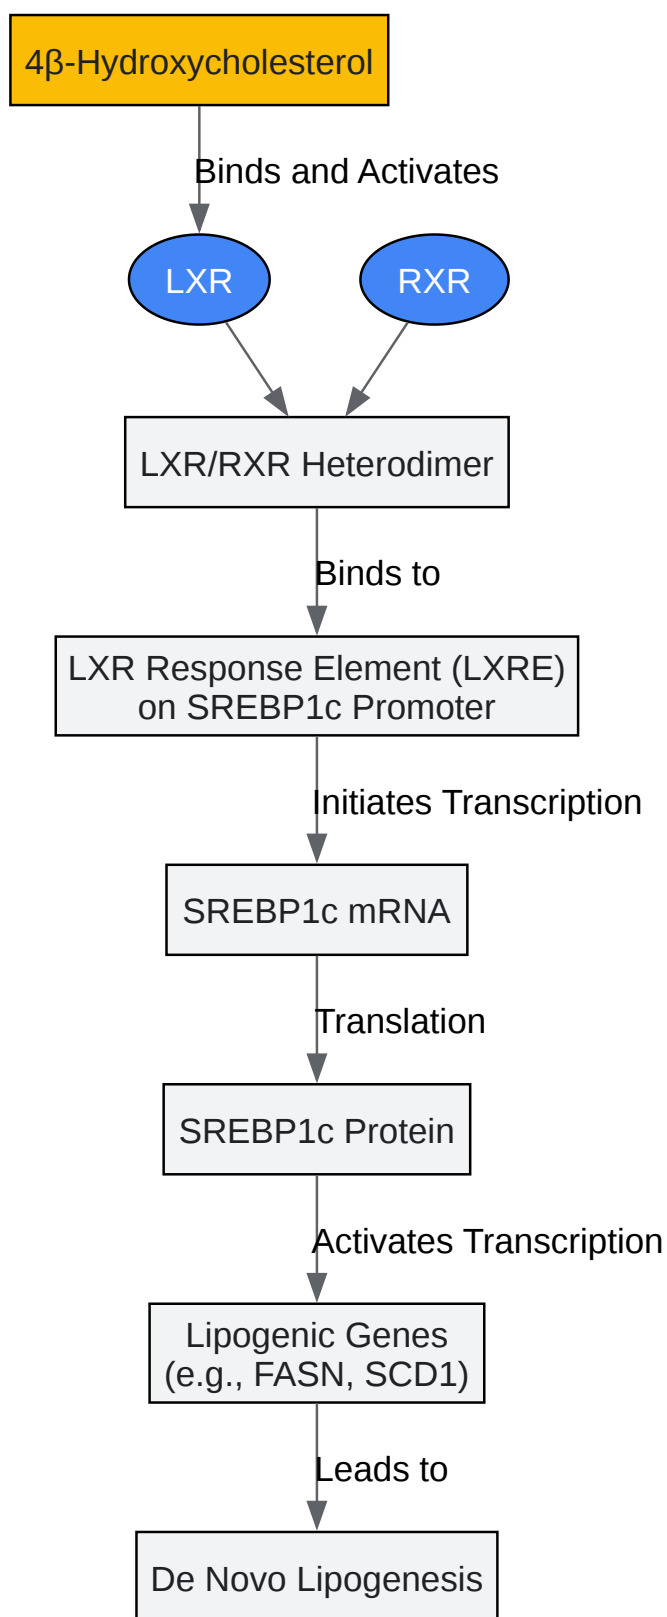 4β-Hydroxycholesterol
Binds and Activates
LXR
RXR
LXR/RXR Heterodimer
Binds to
LXR Response Element (LXRE)
on SREBP1c Promoter
Initiates Transcription
SREBP1c mRNA
Translation
SREBP1c Protein
Activates Transcription
Lipogenic Genes
(e.g., FASN, SCD1)
Leads to
De Novo Lipogenesis